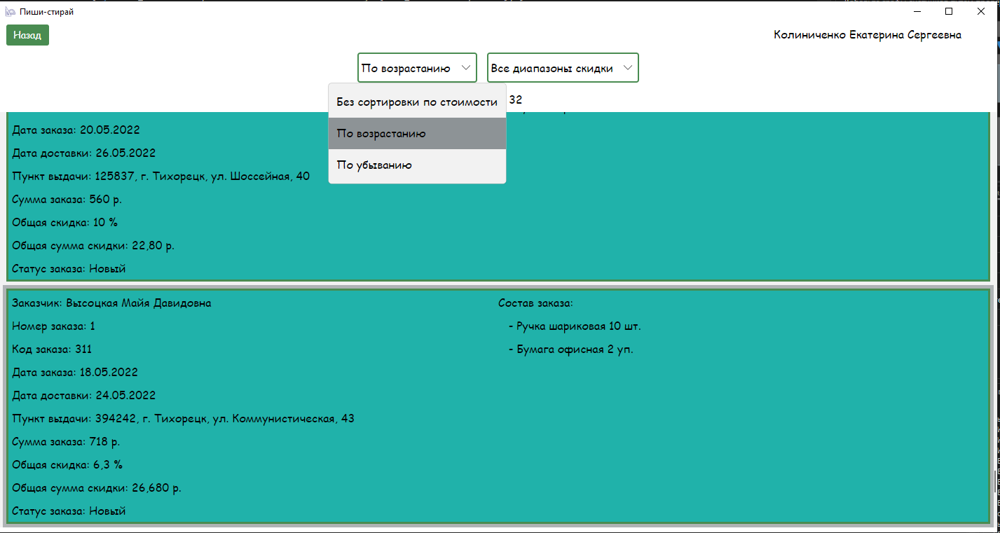 Пиши-стирай
Назад
Колиниченко Екатерина Сергеевна
По возрастанию
Все диапазоны скидки
Без сортировки по стоимости
По возрастанию
По убыванию
32
Дата заказа: 20.05.2022
Дата доставки: 26.05.2022
Пункт выдачи: 125837, г. Тихорецк, ул. Шоссейная, 40
Сумма заказа: 560 р.
Общая скидка: 10 %
Общая сумма скидки: 22,80 р.
Статус заказа: Новый
Заказчик: Высоцкая Майя Давидовна
Номер заказа: 1
Код заказа: 311
Дата заказа: 18.05.2022
Дата доставки: 24.05.2022
Пункт выдачи: 394242, г. Тихорецк, ул. Коммунистическая, 43
Сумма заказа: 718 р.
Общая скидка: 6,3 %
Общая сумма скидки: 26,680 р.
Статус заказа: Новый
Состав заказа:
- Ручка шариковая 10 шт.
- Бумага офисная 2 уп.